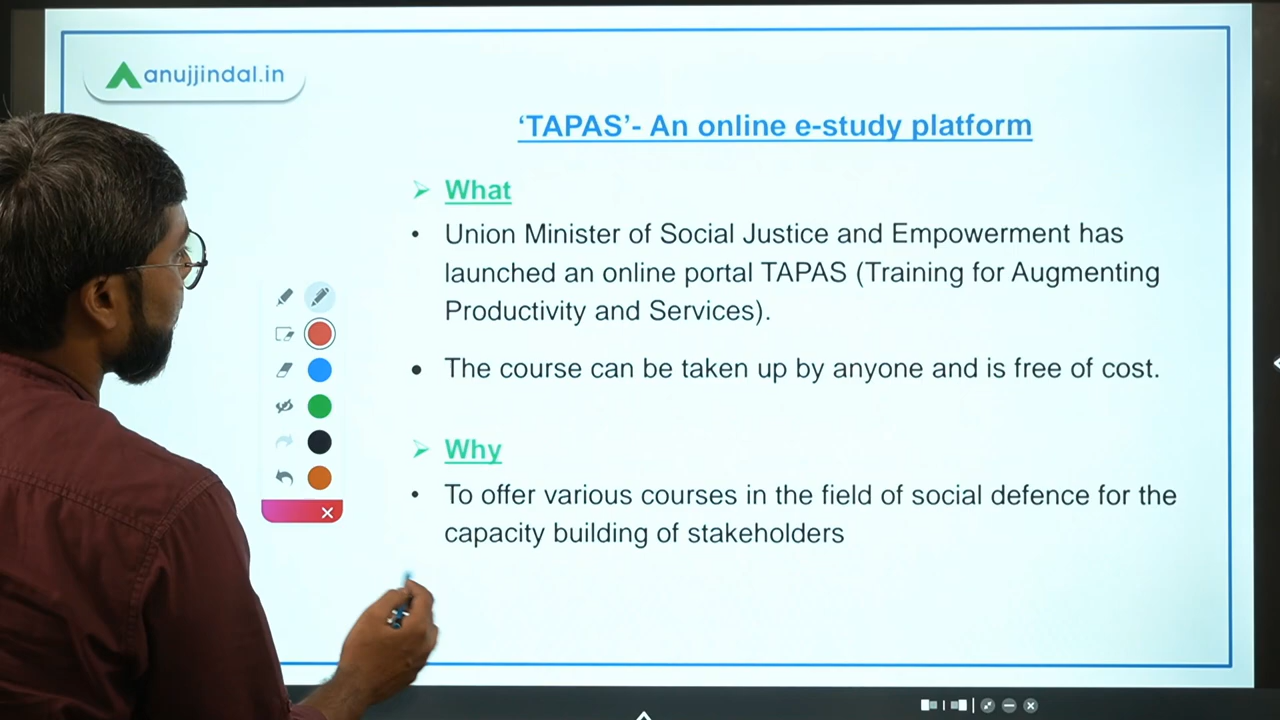 anujjindal.in
‘TAPAS’- An online e-study platform
What
Union Minister of Social Justice and Empowerment has
launched an online portal TAPAS (Training for Augmenting
Productivity and Services).
The course can be taken up by anyone and is free of cost.
Why
To offer various courses in the field of social defence for the
capacity building of stakeholders